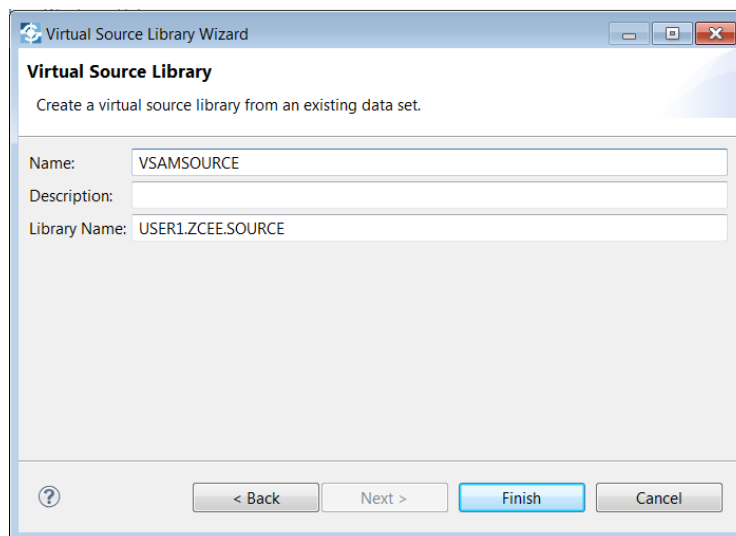 Virtual Source Library Wizard
Virtual Source Library
Create a virtual source library from an existing data set.
Name: VSAMSOURCE
Description:
Library Name: USER1.ZCEE.SOURCE
? < Back Next > Finish Cancel